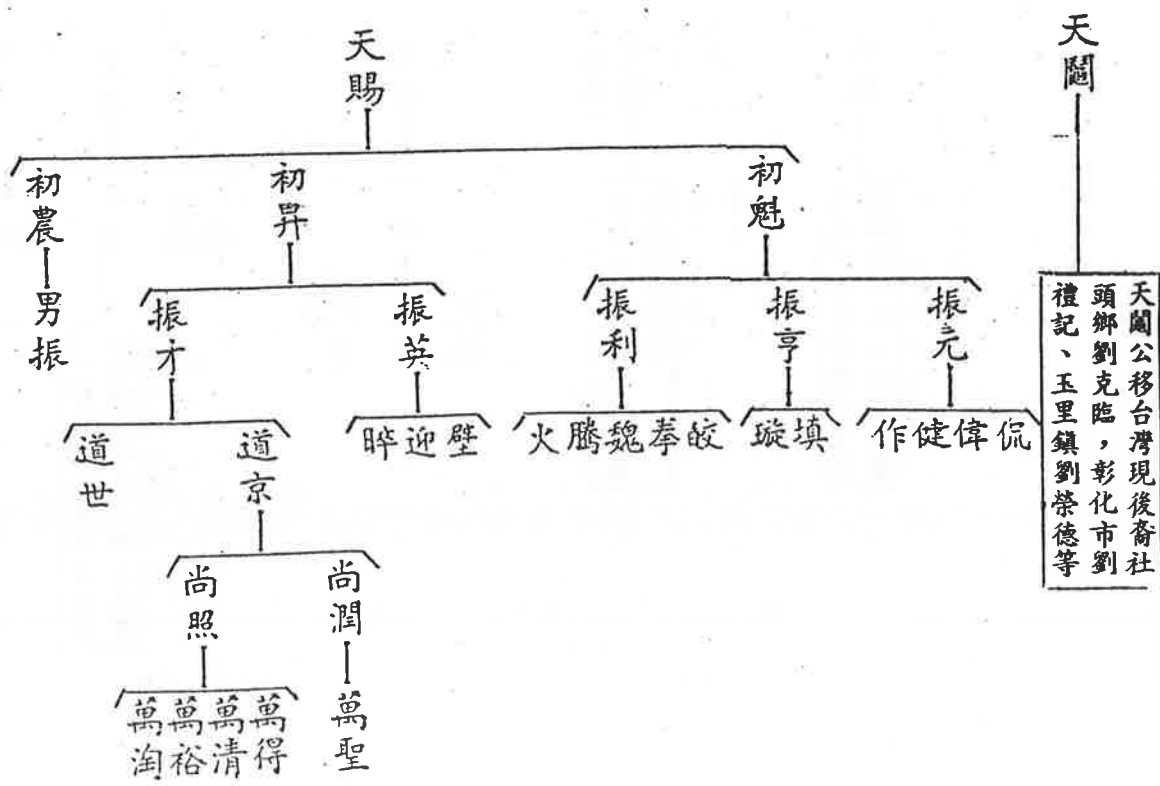 天闓
天闓公移台灣現後裔社
頭鄉劉克臨，彰化市劉
禮記、玉里鎮劉榮德等
天賜
初魁
初昇
初農
男振
振元
振亨
振利
振英
振才
侃偉健作
填璇
皎奉魏騰火
壁迎晬
道京
道世
尚潤
尚照
萬聖
萬得
萬清
萬裕
萬淘